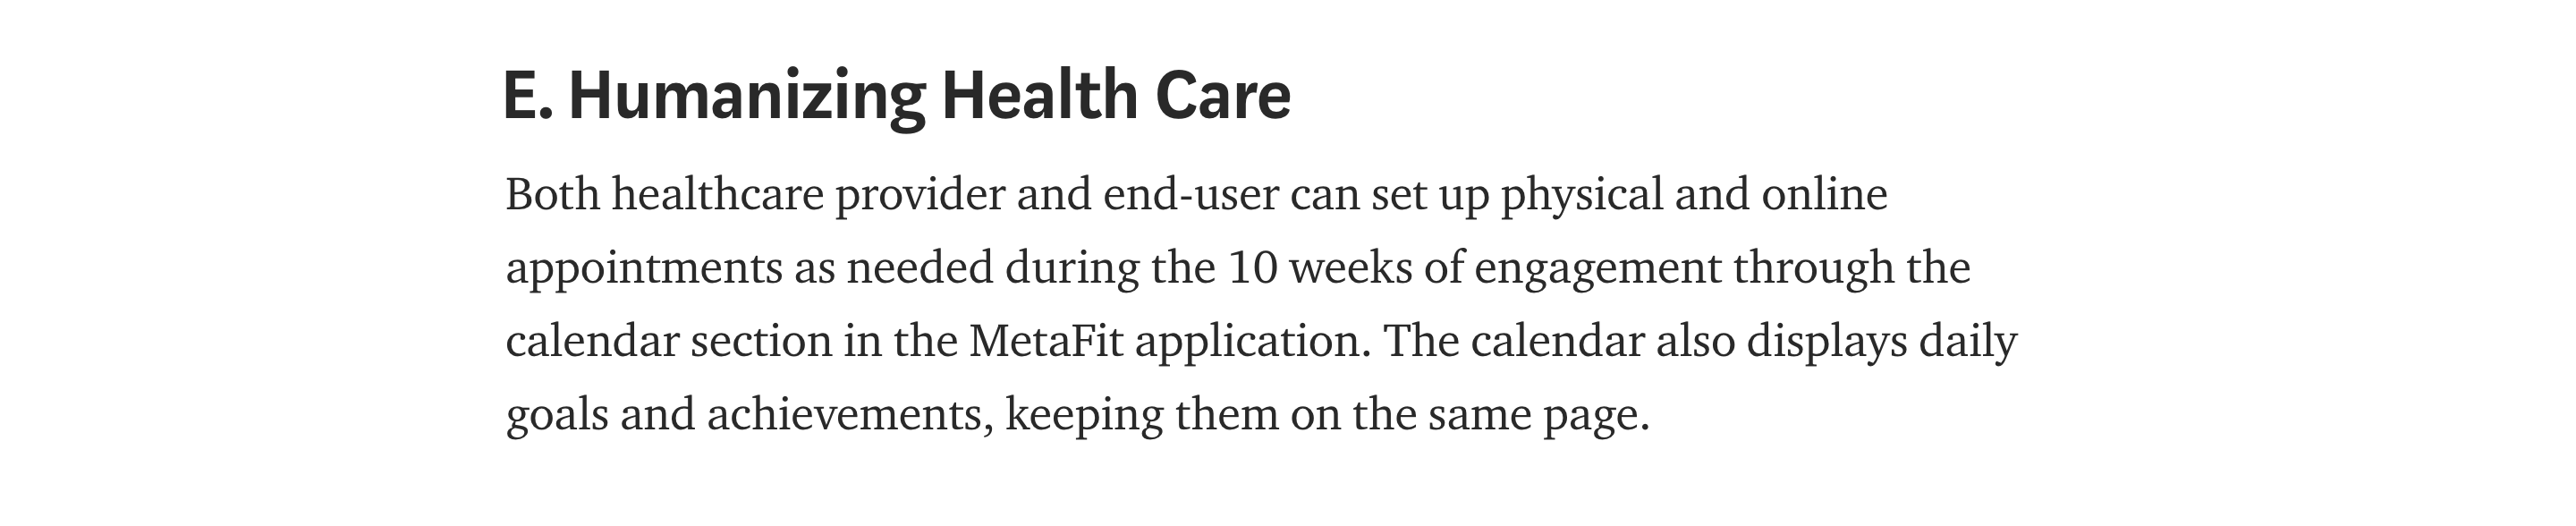 E. Humanizing Health Care
Both healthcare provider and end-user can set up physical and online
appointments as needed during the 10 weeks of engagement through the
calendar section in the MetaFit application. The calendar also displays daily
goals and achievements, keeping them on the same page.